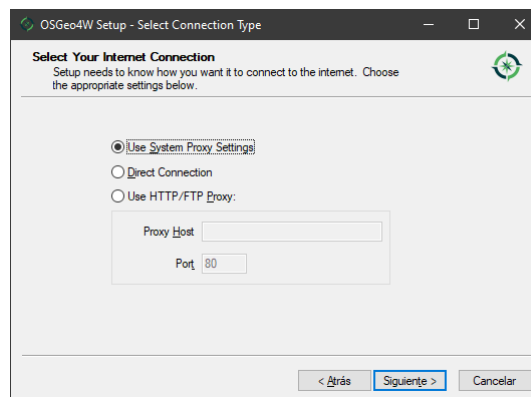 OSGeo4W Setup - Select Connection Type
Select Your Internet Connection
Setup needs to know how you want it to connect to the internet. Choose
the appropriate settings below.
Use System Proxy Settings
Direct Connection
Use HTTP/FTP Proxy:
Proxy Host
Port 80
< Atrás Siguiente > Cancelar